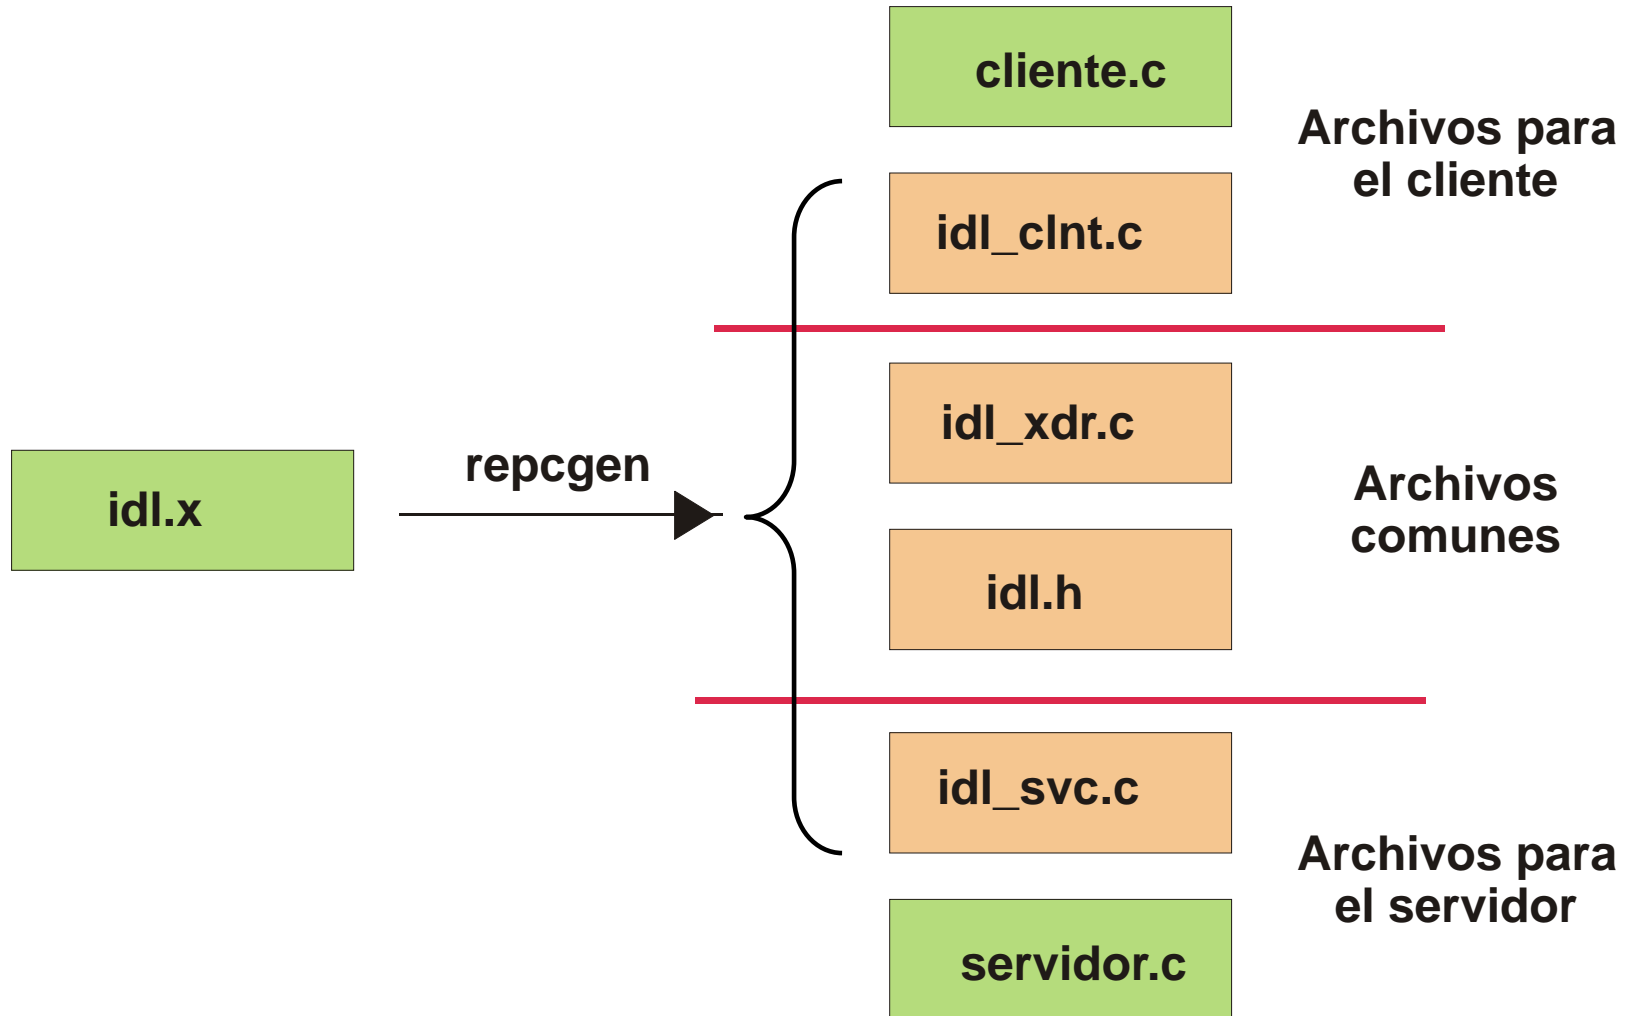 cliente.c
Archivos para
el cliente
idl_clnt.c
idl_xdr.c
repcgen
idl.x
Archivos
comunes
idl.h
idl_svc.c
Archivos para
el servidor
servidor.c